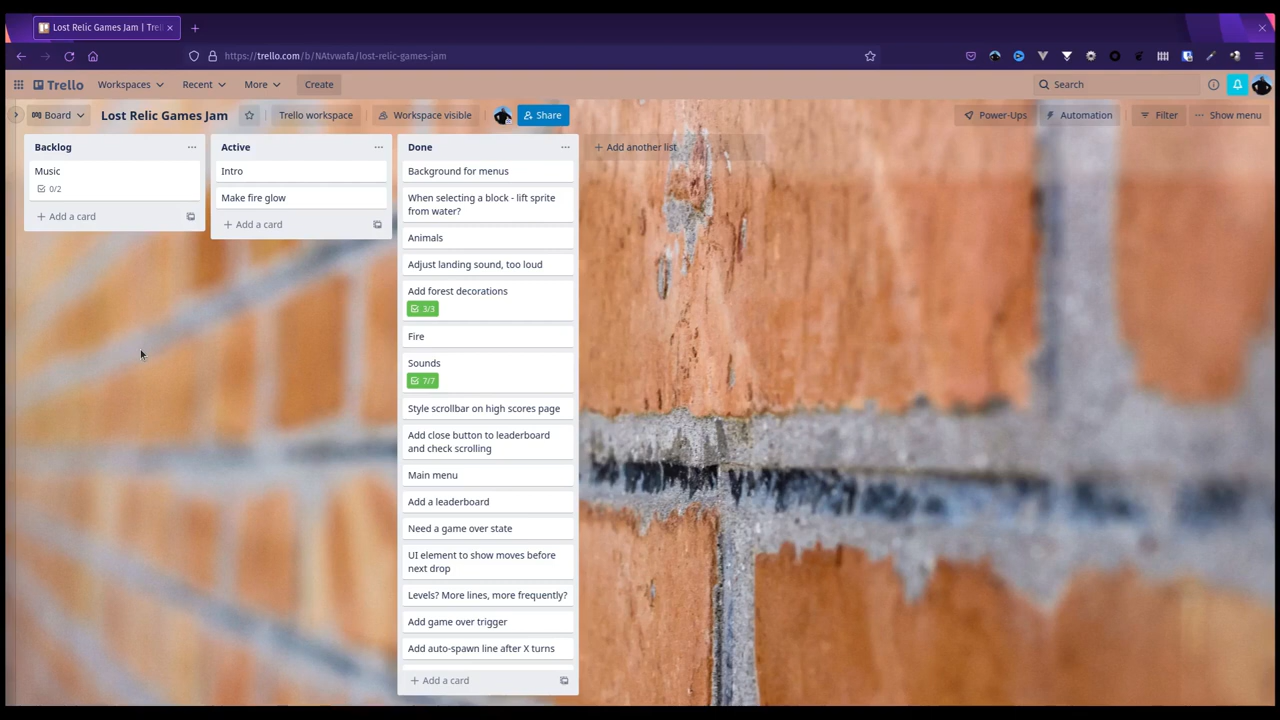 Lost Relic Games Jam | Trel
https://trello.com/b/NAtvwafa/lost-relic-games-jam
Trello Workspaces Recent More Create Search
Board Lost Relic Games Jam Trello workspace Workspace visible Share Power-Ups Automation Filter Show menu
Backlog
Music
0/2
+ Add a card
Active
Intro
Make fire glow
+ Add a card
Done
Background for menus
When selecting a block - lift sprite
from water?
Animals
Adjust landing sound, too loud
Add forest decorations
3/3
Fire
Sounds
7/7
Style scrollbar on high scores page
Add close button to leaderboard
and check scrolling
Main menu
Add a leaderboard
Need a game over state
UI element to show moves before
next drop
Levels? More lines, more frequently?
Add game over trigger
Add auto-spawn line after X turns
+ Add a card
+ Add another list